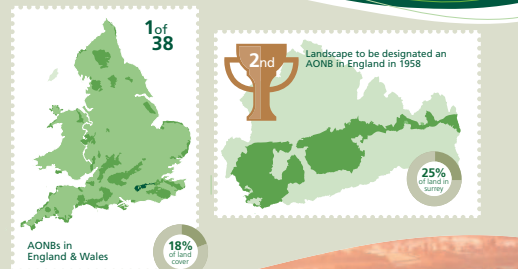 1of
38
2nd
Landscape to be designated an
AONB in England in 1958
25%
of land in
surrey
AONBs in
England & Wales
18%
of land
cover